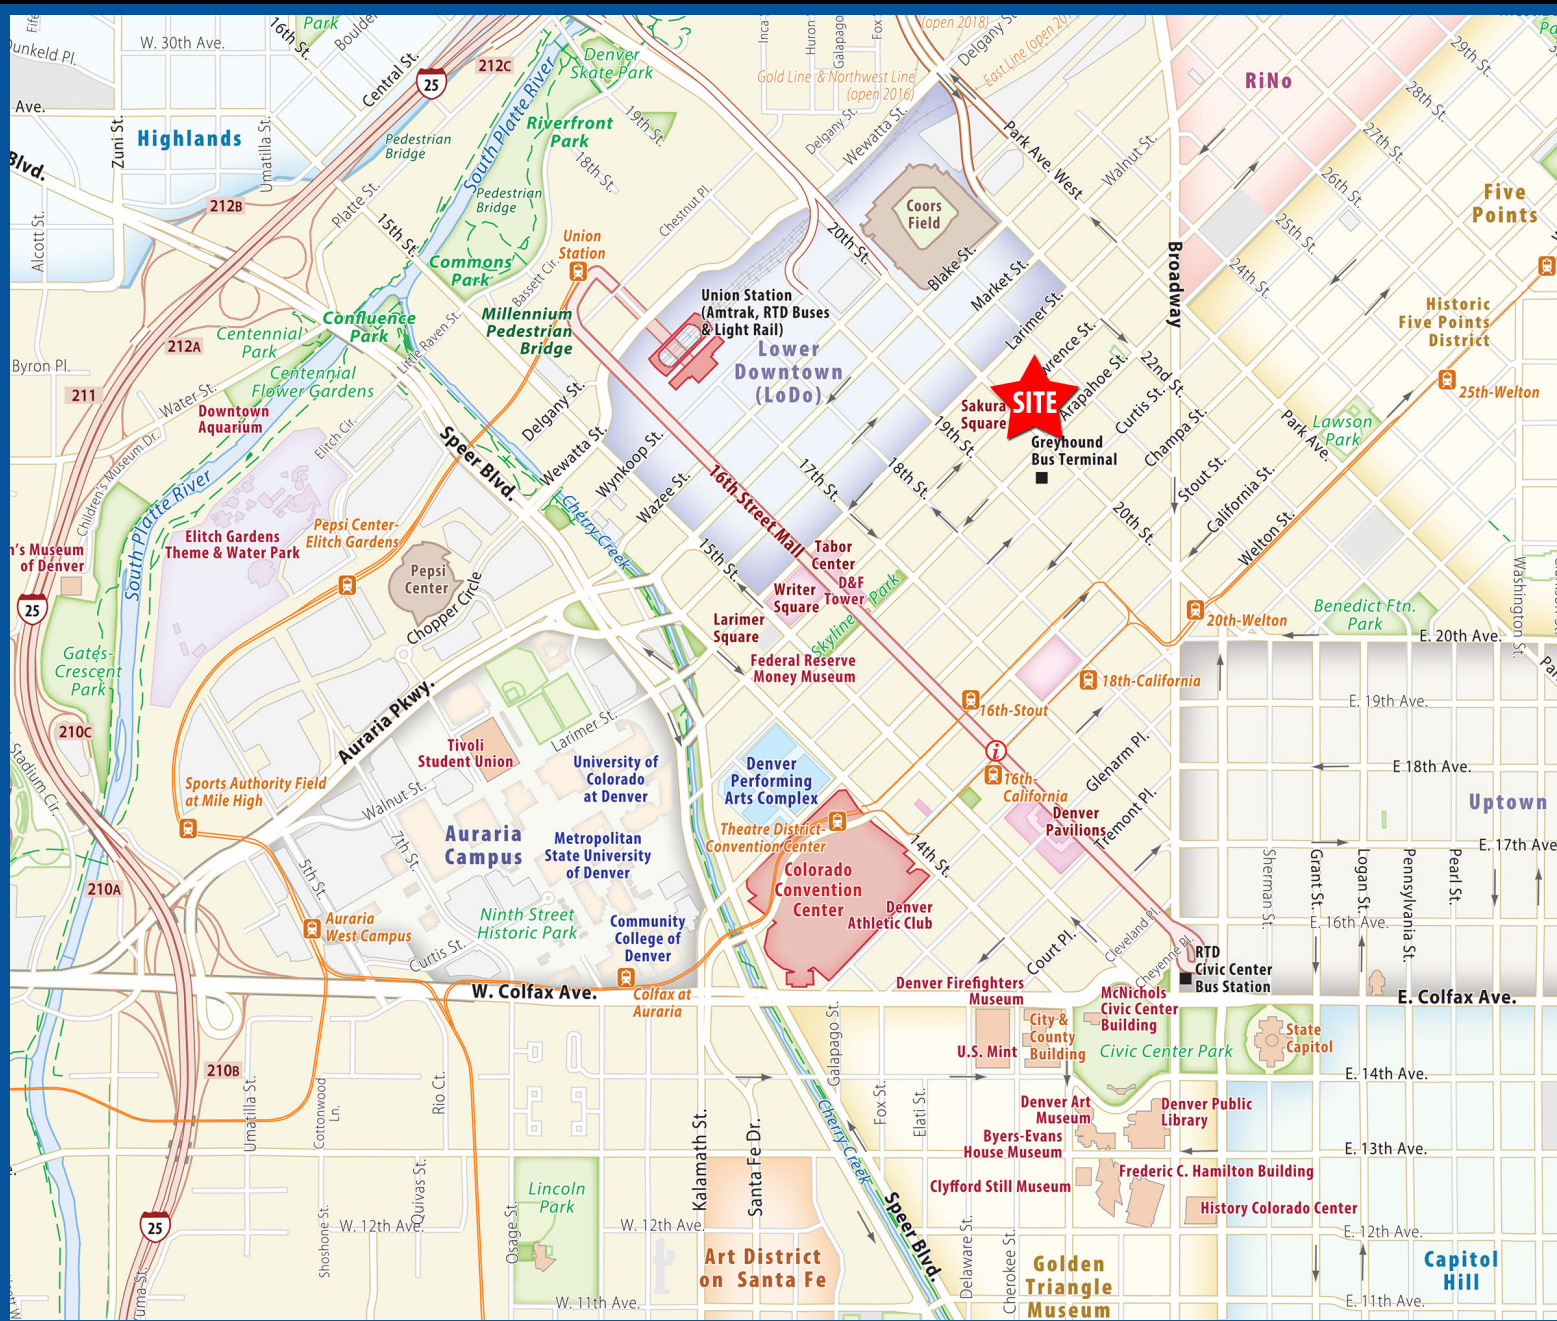 Park
16th St.
Boulder
W. 30th Ave.
Central St.
212C
Denver
Skate Park
Inca
Huron
Galapago
Fox
(open 2018)
Delgany St.
East Line (open 201
Gold Line & Northwest Line
(open 2016)
RiNo
29th St.
28th St.
27th St.
26th St.
25th St.
24th St.
unkeld Pl.
Ave.
25
Zuni St.
Highlands
Umatilla St.
Pedestrian
Bridge
South Platte River
Riverfront
Park
19th St.
18th St.
Delgany St.
Wewatta St.
Park Ave. West
Walnut St.
Blvd.
212B
Platte St.
15th St.
Pedestrian
Bridge
Chestnut Pl.
Coors
Field
Five
Points
Alcott St.
Union
Station
20th St.
Blake St.
Market St.
Larimer St.
Broadway
Commons
Park
Bassett Cir.
Millennium
Pedestrian
Bridge
Union Station
(Amtrak, RTD Buses
& Light Rail)
Historic
Five Points
District
Confluence
Park
Centennial
Park
Little Raven St.
212A
Byron Pl.
211
Centennial
Flower Gardens
Water St.
Lower
Downtown
(LoDo)
wrence St.
Arapahoe St.
22nd St.
Curtis St.
Champa St.
25th-Welton
SITE
Sakura
Square
Downtown
Aquarium
Elitch Cir.
Children's Museum Dr.
Speer Blvd.
Delgany St.
Wewatta St.
Wynkoop St.
Wazee St.
16th Street Mall
17th St.
18th St.
19th St.
Greyhound
Bus Terminal
Park Ave.
Lawson
Park
Stout St.
California St.
Welton St.
20th St.
South Platte River
Elitch Gardens
Theme & Water Park
Pepsi Center-
Elitch Gardens
Cherry Creek
15th St.
n's Museum
of Denver
25
Pepsi
Center
Chopper Circle
Tabor
Center
D&F
Tower
Writer
Square
Skyline Park
Larimer
Square
Federal Reserve
Money Museum
Washington St.
Benedict Ftn.
Park
20th-Welton
E. 20th Ave.
Gates-
Crescent
Park
Auraria Pkwy.
18th-California
16th-Stout
E. 19th Ave.
210C
Stadium Cir.
Tivoli
Student Union
Larimer St.
University of
Colorado
at Denver
Denver
Performing
Arts Complex
i
16th-
California
Glenarm Pl.
E 18th Ave.
Sports Authority Field
at Mile High
Walnut St.
Denver
Pavilions
Tremont Pl.
Uptown
Auraria
Campus
7th St.
Metropolitan
State University
of Denver
Theatre District-
Convention Center
14th St.
E. 17th Ave
5th St.
Colorado
Convention
Center
Sherman St.
Grant St.
Logan St.
Pennsylvania St.
Pearl St.
210A
Auraria
West Campus
Ninth Street
Historic Park
Community
College of
Denver
Denver
Athletic Club
E. 16th Ave.
Curtis St.
Court Pl.
Cleveland Pl.
Cheyenne Pl.
RTD
Civic Center
Bus Station
W. Colfax Ave.
Colfax at
Auraria
Denver Firefighters
Museum
McNichols
Civic Center
Building
E. Colfax Ave.
City &
County
Building
State
Capitol
U.S. Mint
Civic Center Park
Galapago St.
210B
Umatilla St.
Cottonwood
Ln.
Rio Ct.
E. 14th Ave.
Fox St.
Elati St.
Denver Art
Museum
Denver Public
Library
Cherry Creek
Byers-Evans
House Museum
E. 13th Ave.
Kalamath St.
Santa Fe Dr.
Frederic C. Hamilton Building
Clyfford Still Museum
Lincoln
Park
Quivas St.
Osage St.
Shoshone St.
History Colorado Center
25
W. 12th Ave.
W. 12th Ave.
Speer Blvd.
Delaware St.
Cherokee St.
E. 12th Ave.
Art District
on Santa Fe
Golden
Triangle
Museum
Capitol
Hill
uma St.
W. 11th Ave.
E. 11th Ave.